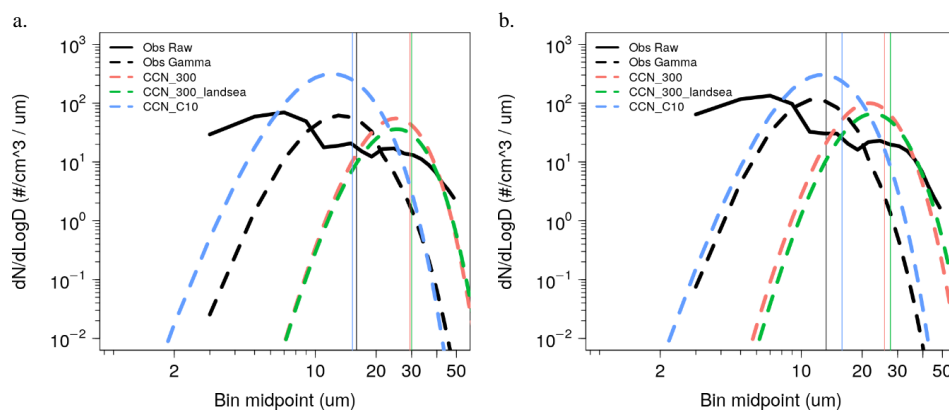 a.
dN/dLogD (#/cm^3 / um)
10^3
10^2
10^1
10^0
10^−1
10^−2
Obs Raw
Obs Gamma
CCN_300
CCN_300_landsea
CCN_C10
2 10 20 30 50
Bin midpoint (um)
b.
dN/dLogD (#/cm^3 / um)
10^3
10^2
10^1
10^0
10^−1
10^−2
Obs Raw
Obs Gamma
CCN_300
CCN_300_landsea
CCN_C10
2 10 20 30 50
Bin midpoint (um)